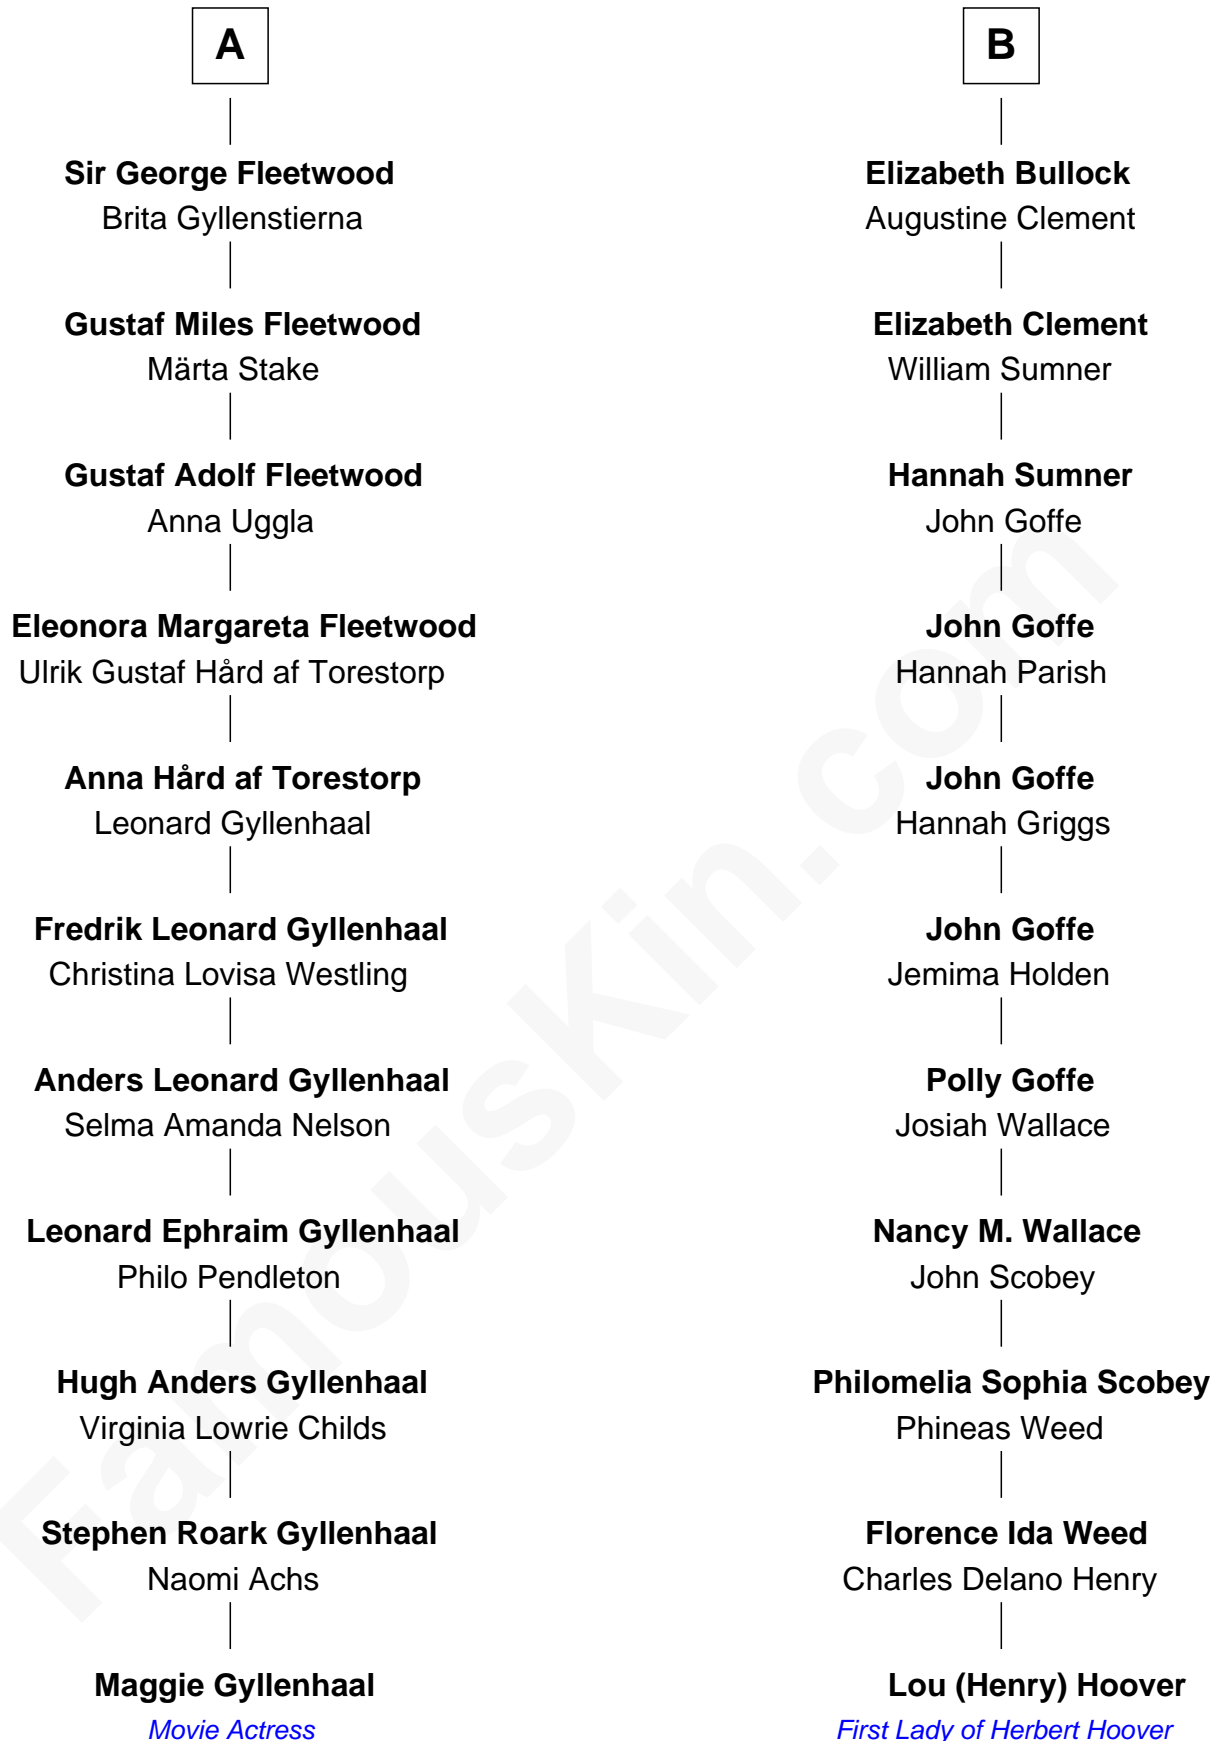 A
Sir George Fleetwood
Brita Gyllenstierna
Gustaf Miles Fleetwood
Märta Stake
Gustaf Adolf Fleetwood
Anna Uggla
Eleonora Margareta Fleetwood
Ulrik Gustaf Hård af Torestorp
Anna Hård af Torestorp
Leonard Gyllenhaal
Fredrik Leonard Gyllenhaal
Christina Lovisa Westling
Anders Leonard Gyllenhaal
Selma Amanda Nelson
Leonard Ephraim Gyllenhaal
Philo Pendleton
Hugh Anders Gyllenhaal
Virginia Lowrie Childs
Stephen Roark Gyllenhaal
Naomi Achs
Maggie Gyllenhaal
Movie Actress
B
Elizabeth Bullock
Augustine Clement
Elizabeth Clement
William Sumner
Hannah Sumner
John Goffe
John Goffe
Hannah Parish
John Goffe
Hannah Griggs
John Goffe
Jemima Holden
Polly Goffe
Josiah Wallace
Nancy M. Wallace
John Scobey
Philomelia Sophia Scobey
Phineas Weed
Florence Ida Weed
Charles Delano Henry
Lou (Henry) Hoover
First Lady of Herbert Hoover
FamousKin.com